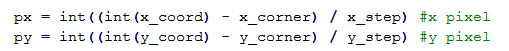 px = int((int(x_coord) - x_corner) / x_step) #x pixel
py = int((int(y_coord) - y_corner) / y_step) #y pixel